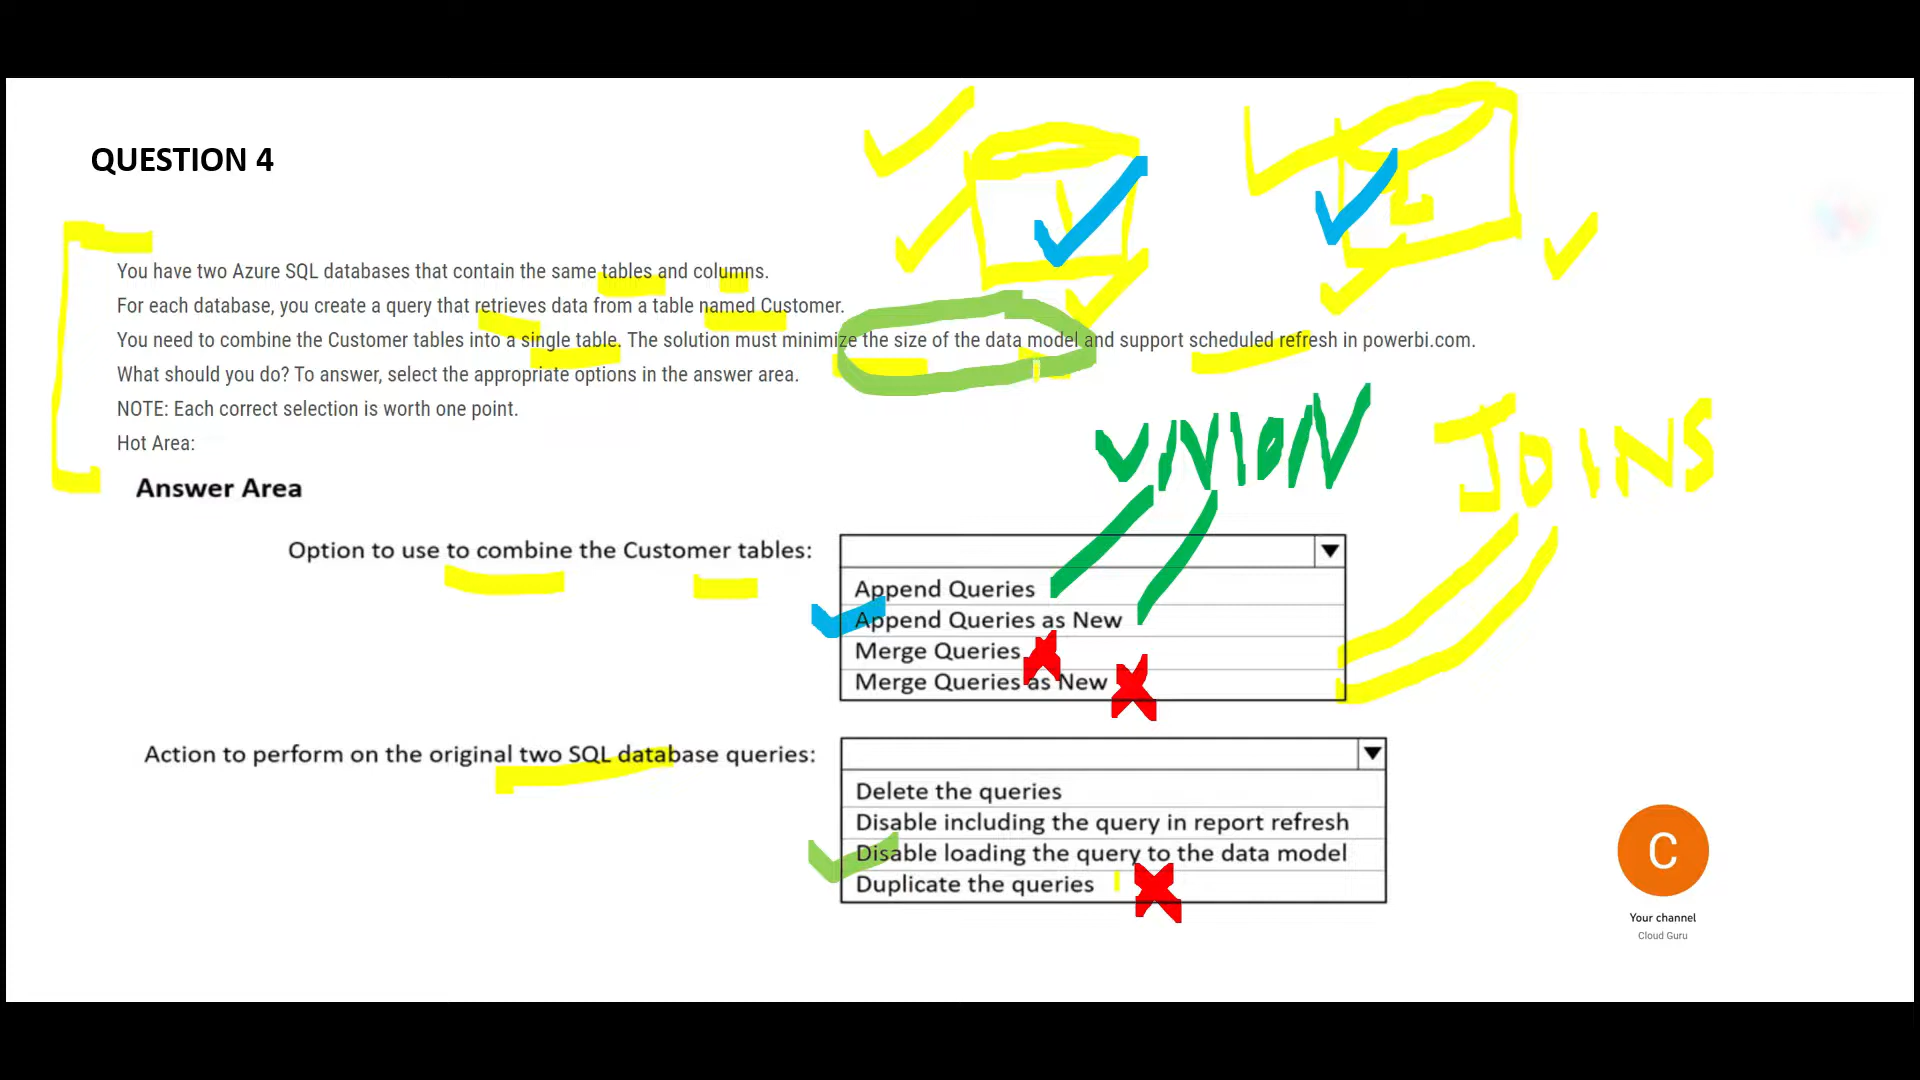 QUESTION 4
You have two Azure SQL databases that contain the same tables and columns.
For each database, you create a query that retrieves data from a table named Customer.
You need to combine the Customer tables into a single table. The solution must minimize the size of the data model and support scheduled refresh in powerbi.com.
What should you do? To answer, select the appropriate options in the answer area.
NOTE: Each correct selection is worth one point.
Hot Area:
UNION
JOINS
Answer Area
Option to use to combine the Customer tables:
Append Queries
Append Queries as New
Merge Queries
Merge Queries as New
Action to perform on the original two SQL database queries:
Delete the queries
Disable including the query in report refresh
Disable loading the query to the data model
Duplicate the queries
C
Your channel
Cloud Guru